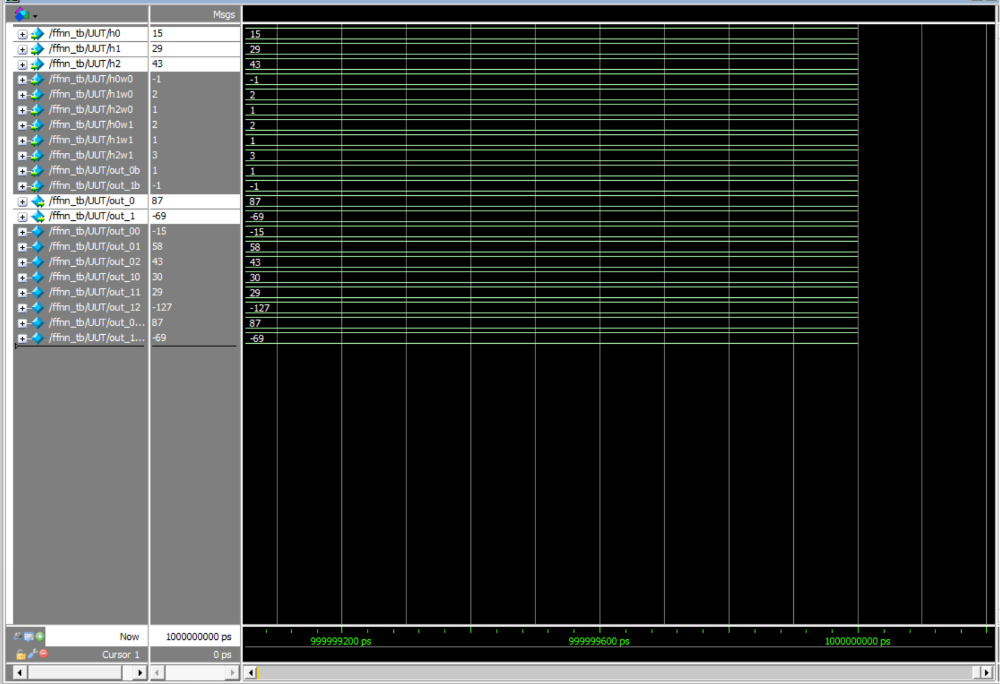 Msgs
/ffnn_tb/UUT/h0 15 15
/ffnn_tb/UUT/h1 29 29
/ffnn_tb/UUT/h2 43 43
/ffnn_tb/UUT/h0w0 -1 -1
/ffnn_tb/UUT/h1w0 2 2
/ffnn_tb/UUT/h2w0 1 1
/ffnn_tb/UUT/h0w1 2 2
/ffnn_tb/UUT/h1w1 1 1
/ffnn_tb/UUT/h2w1 3 3
/ffnn_tb/UUT/out_0b 1 1
/ffnn_tb/UUT/out_1b -1 -1
/ffnn_tb/UUT/out_0 87 87
/ffnn_tb/UUT/out_1 -69 -69
/ffnn_tb/UUT/out_00 -15 -15
/ffnn_tb/UUT/out_01 58 58
/ffnn_tb/UUT/out_02 43 43
/ffnn_tb/UUT/out_10 30 30
/ffnn_tb/UUT/out_11 29 29
/ffnn_tb/UUT/out_12 -127 -127
/ffnn_tb/UUT/out_0... 87 87
/ffnn_tb/UUT/out_1... -69 -69
Now 1000000000 ps 999999200 ps 999999600 ps 1000000000 ps
Cursor 1 0 ps